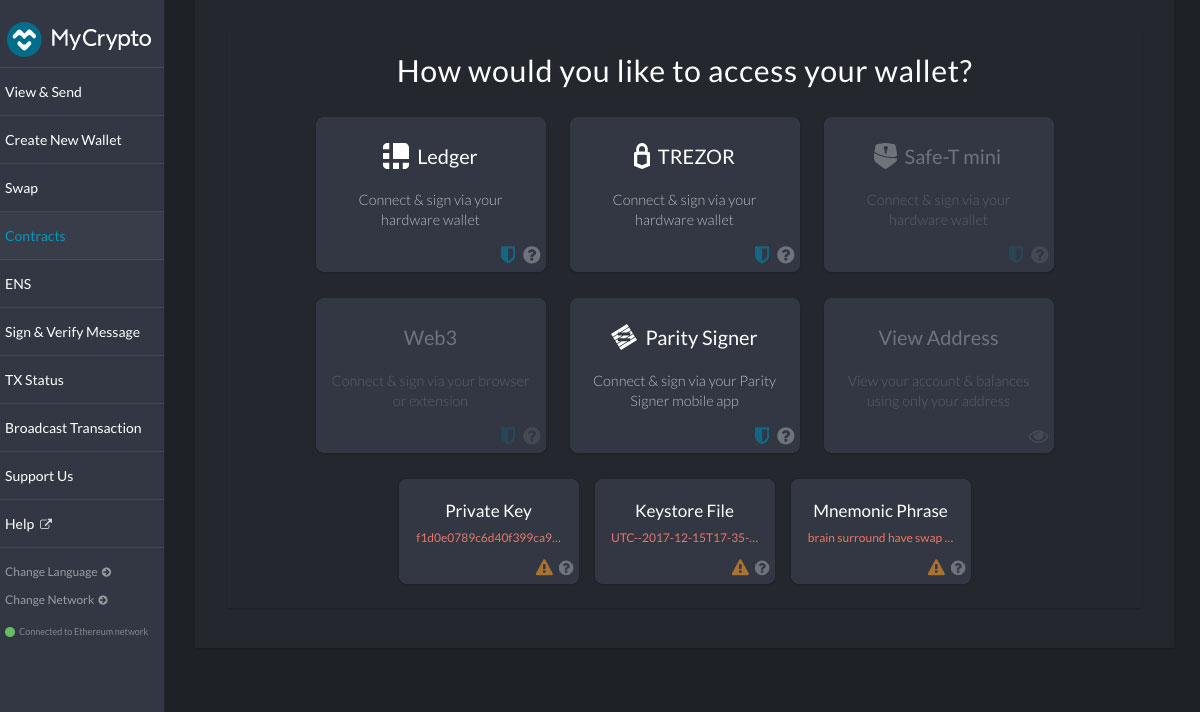 MyCrypto
View & Send
Create New Wallet
Swap
Contracts
ENS
Sign & Verify Message
TX Status
Broadcast Transaction
Support Us
Help
Change Language
Change Network
Connected to Ethereum network
How would you like to access your wallet?
Ledger
Connect & sign via your
hardware wallet
TREZOR
Connect & sign via your
hardware wallet
Safe-T mini
Connect & sign via your
hardware wallet
Web3
Connect & sign via your browser
or extension
Parity Signer
Connect & sign via your Parity
Signer mobile app
View Address
View your account & balances
using only your address
Private Key
f1d0e0789c6d40f399ca9...
Keystore File
UTC--2017-12-15T17-35-...
Mnemonic Phrase
brain surround have swap ...